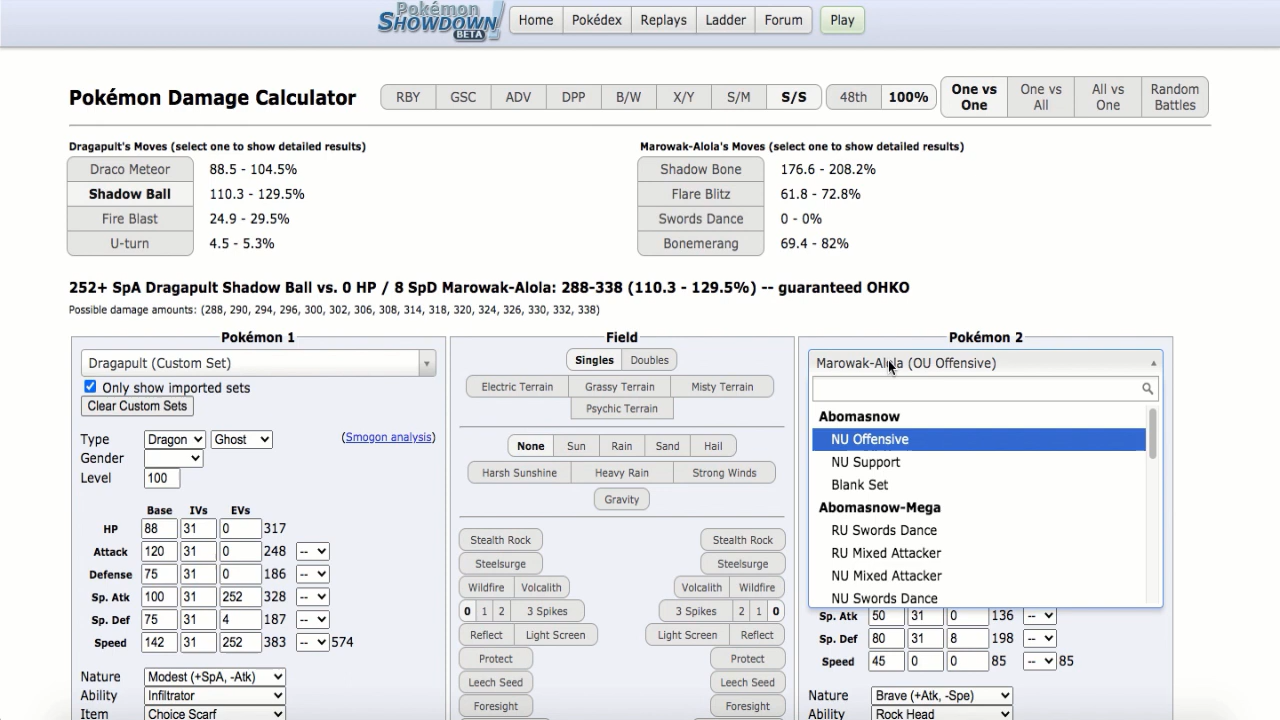 Pokémon SHOWDOWN! BETA
Home Pokédex Replays Ladder Forum Play
Pokémon Damage Calculator RBY GSC ADV DPP B/W X/Y S/M S/S 48th 100% One vs One One vs All All vs One Random Battles
Dragapult's Moves (select one to show detailed results) Marowak-Alola's Moves (select one to show detailed results)
Draco Meteor 88.5 - 104.5% Shadow Bone 176.6 - 208.2%
Shadow Ball 110.3 - 129.5% Flare Blitz 61.8 - 72.8%
Fire Blast 24.9 - 29.5% Swords Dance 0 - 0%
U-turn 4.5 - 5.3% Bonemerang 69.4 - 82%
252+ SpA Dragapult Shadow Ball vs. 0 HP / 8 SpD Marowak-Alola: 288-338 (110.3 - 129.5%) -- guaranteed OHKO
Possible damage amounts: (288, 290, 294, 296, 300, 302, 306, 308, 314, 318, 320, 324, 326, 330, 332, 338)
Pokémon 1
Dragapult (Custom Set)
Only show imported sets
Clear Custom Sets
Type Dragon Ghost (Smogon analysis)
Gender
Level 100
Base IVs EVs
HP 88 31 0 317
Attack 120 31 0 248 --
Defense 75 31 0 186 --
Sp. Atk 100 31 252 328 --
Sp. Def 75 31 4 187 --
Speed 142 31 252 383 -- 574
Nature Modest (+SpA, -Atk)
Ability Infiltrator
Item Choice Scarf
Field
Singles Doubles
Electric Terrain Grassy Terrain Misty Terrain
Psychic Terrain
None Sun Rain Sand Hail
Harsh Sunshine Heavy Rain Strong Winds
Gravity
Stealth Rock Stealth Rock
Steelsurge Steelsurge
Wildfire Volcalith Volcalith Wildfire
0 1 2 3 Spikes 3 Spikes 2 1 0
Reflect Light Screen Light Screen Reflect
Protect Protect
Leech Seed Leech Seed
Foresight Foresight
Pokémon 2
Marowak-Alola (OU Offensive)
Abomasnow
NU Offensive
NU Support
Blank Set
Abomasnow-Mega
RU Swords Dance
RU Mixed Attacker
NU Mixed Attacker
NU Swords Dance
Sp. Atk 50 31 0 136 --
Sp. Def 80 31 8 198 --
Speed 45 0 0 85 -- 85
Nature Brave (+Atk, -Spe)
Ability Rock Head